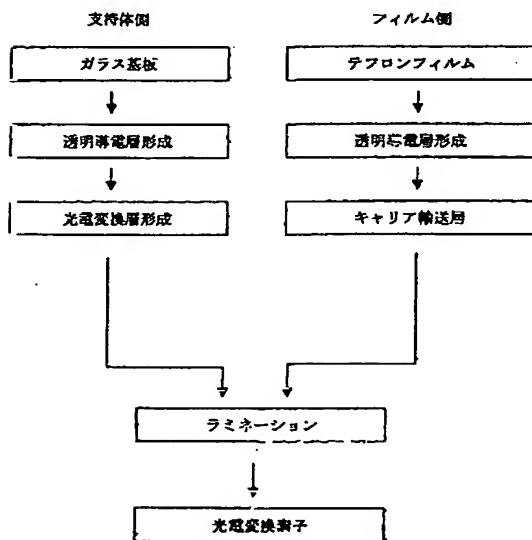 支持体側
フィルム側
ガラス基板
テフロンフィルム
透明導電層形成
透明導電層形成
光電変換層形成
キャリア輸送層
ラミネーション
光電変換素子